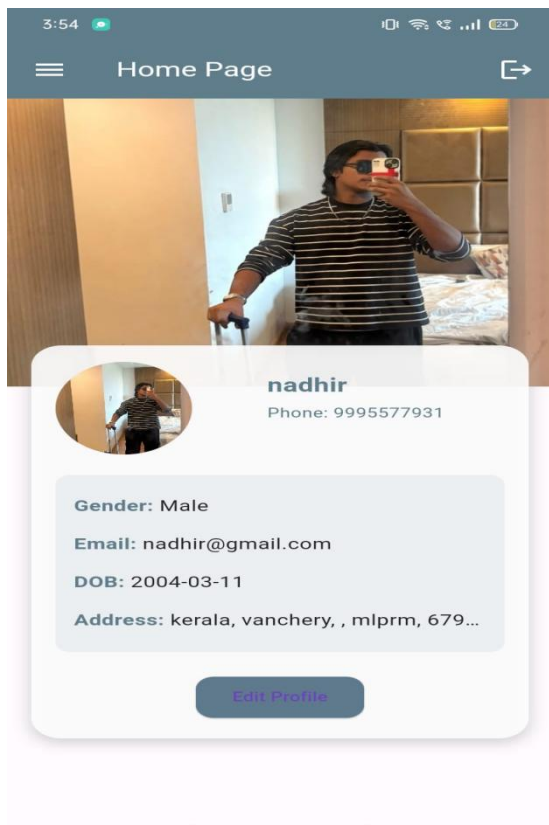 3:54 24
Home Page
nadhir
Phone: 9995577931
Gender: Male
Email: nadhir@gmail.com
DOB: 2004-03-11
Address: kerala, vanchery, , mlprm, 679...
Edit Profile